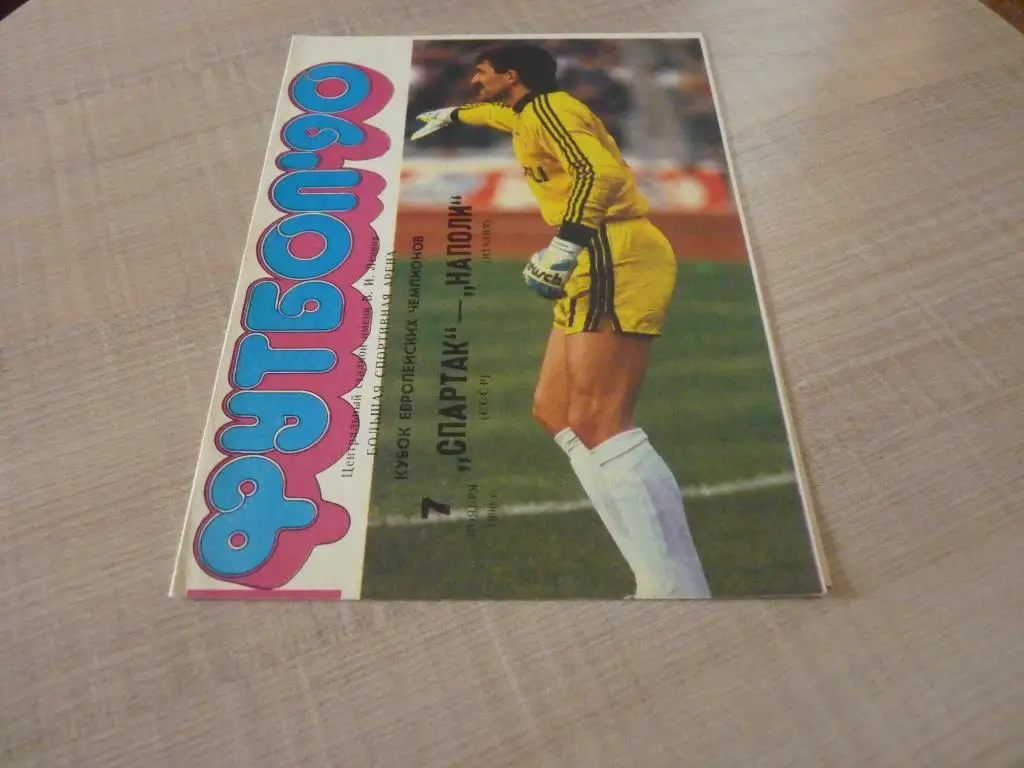 ФУТБОЛ'90
Центральный стадион имени В. И. Ленина
БОЛЬШАЯ СПОРТИВНАЯ АРЕНА
КУБОК ЕВРОПЕЙСКИХ ЧЕМПИОНОВ
7
НОЯБРЯ
1990 г.
„СПАРТАК“ — „НАПОЛИ“
(СССР) (ИТАЛИЯ)